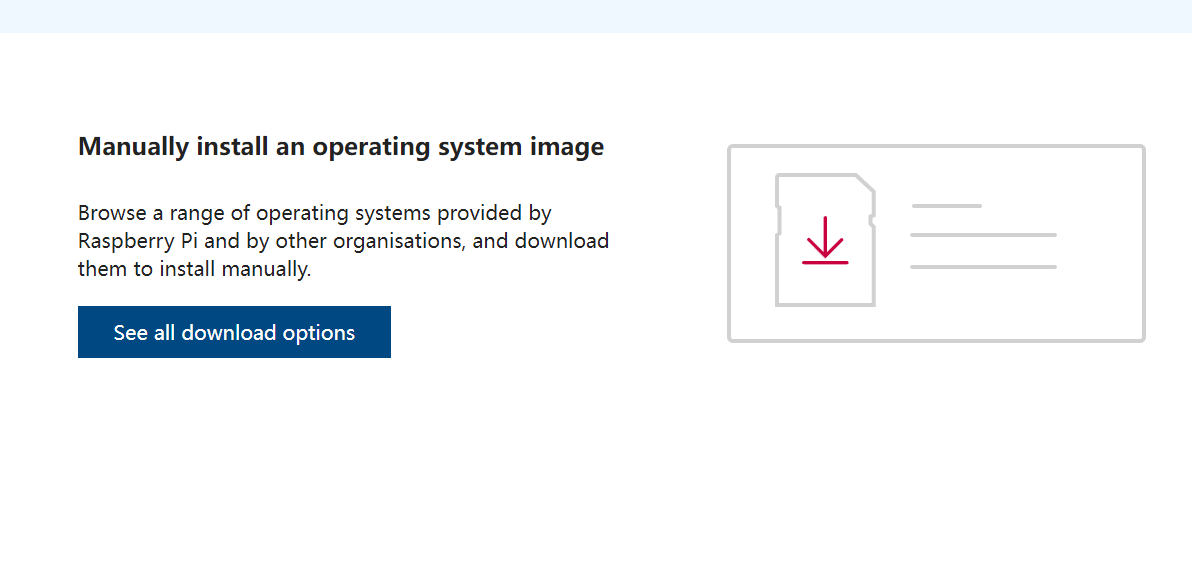 Manually install an operating system image
Browse a range of operating systems provided by
Raspberry Pi and by other organisations, and download
them to install manually.
See all download options